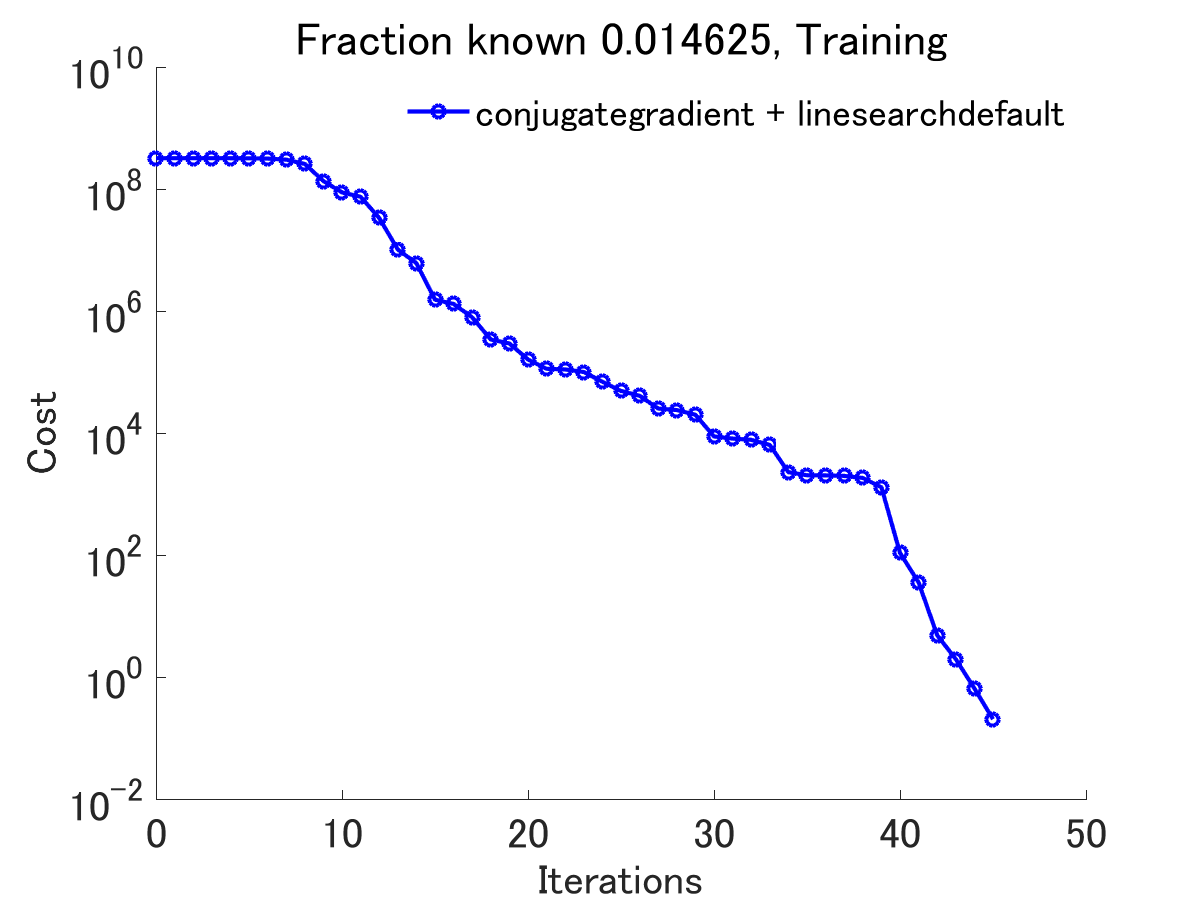 Fraction known 0.014625, Training
conjugategradient + linesearchdefault
10^10
10^8
10^6
10^4
10^2
10^0
10^-2
Cost
0 10 20 30 40 50
Iterations